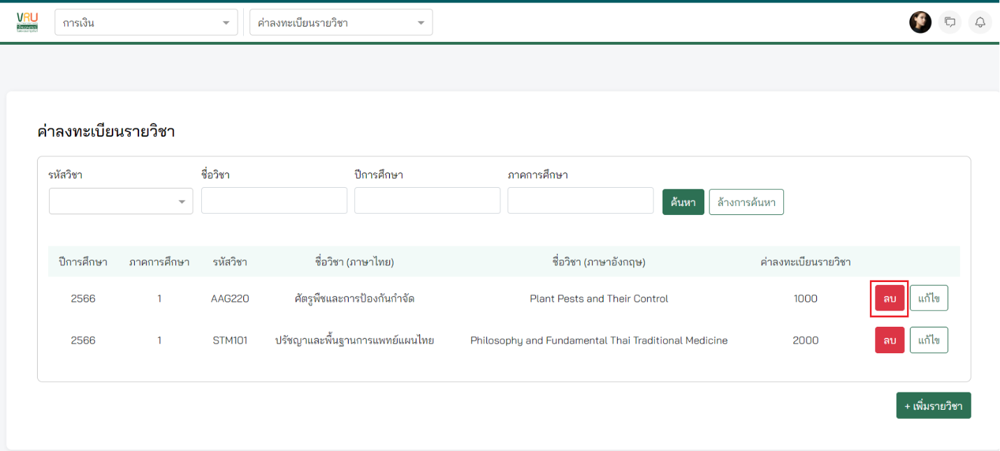 VRU
การเงิน
ค่าลงทะเบียนรายวิชา
ค่าลงทะเบียนรายวิชา
รหัสวิชา ชื่อวิชา ปีการศึกษา ภาคการศึกษา
ค้นหา ล้างการค้นหา
ปีการศึกษา ภาคการศึกษา รหัสวิชา ชื่อวิชา (ภาษาไทย) ชื่อวิชา (ภาษาอังกฤษ) ค่าลงทะเบียนรายวิชา
2566 1 AAG220 ศัตรูพืชและการป้องกันกำจัด Plant Pests and Their Control 1000 ลบ แก้ไข
2566 1 STM101 ปรัชญาและพื้นฐานการแพทย์แผนไทย Philosophy and Fundamental Thai Traditional Medicine 2000 ลบ แก้ไข
+ เพิ่มรายวิชา